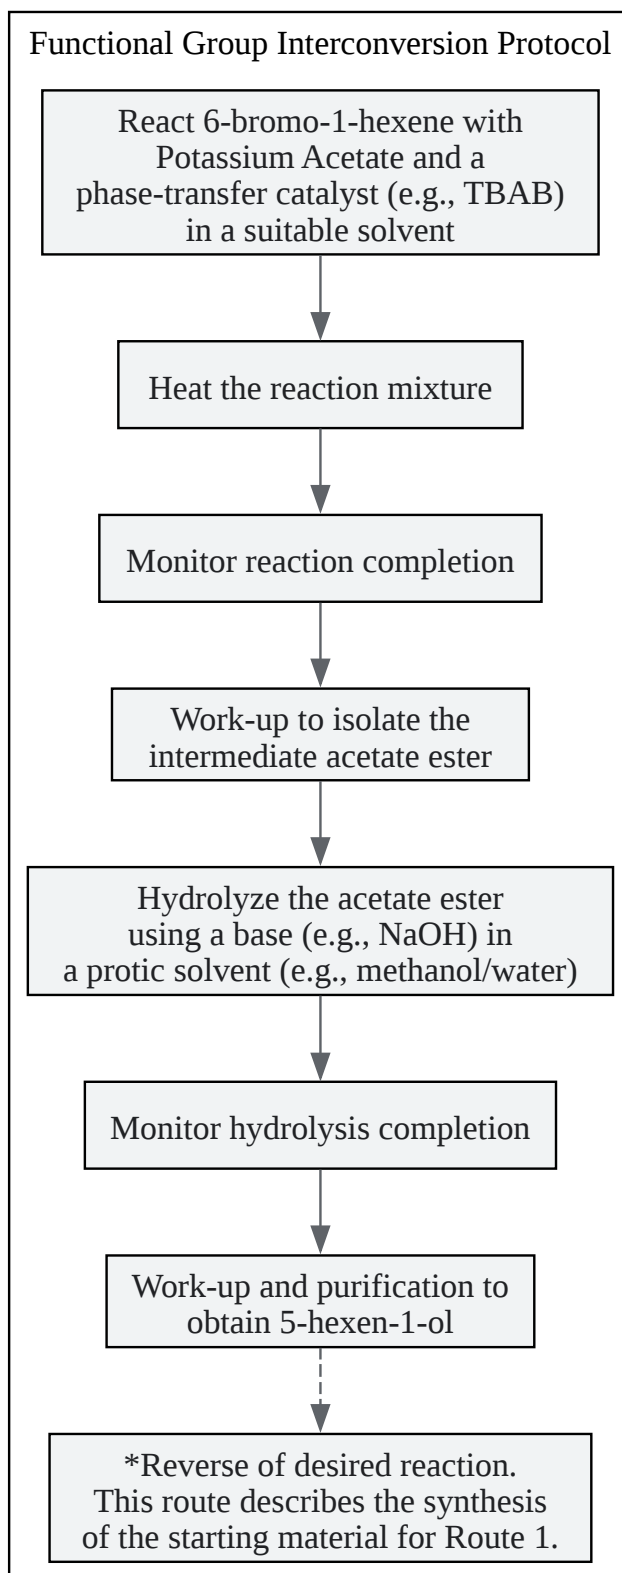 Functional Group Interconversion Protocol
React 6-bromo-1-hexene with
Potassium Acetate and a
phase-transfer catalyst (e.g., TBAB)
in a suitable solvent
Heat the reaction mixture
Monitor reaction completion
Work-up to isolate the
intermediate acetate ester
Hydrolyze the acetate ester
using a base (e.g., NaOH) in
a protic solvent (e.g., methanol/water)
Monitor hydrolysis completion
Work-up and purification to
obtain 5-hexen-1-ol
*Reverse of desired reaction.
This route describes the synthesis
of the starting material for Route 1.